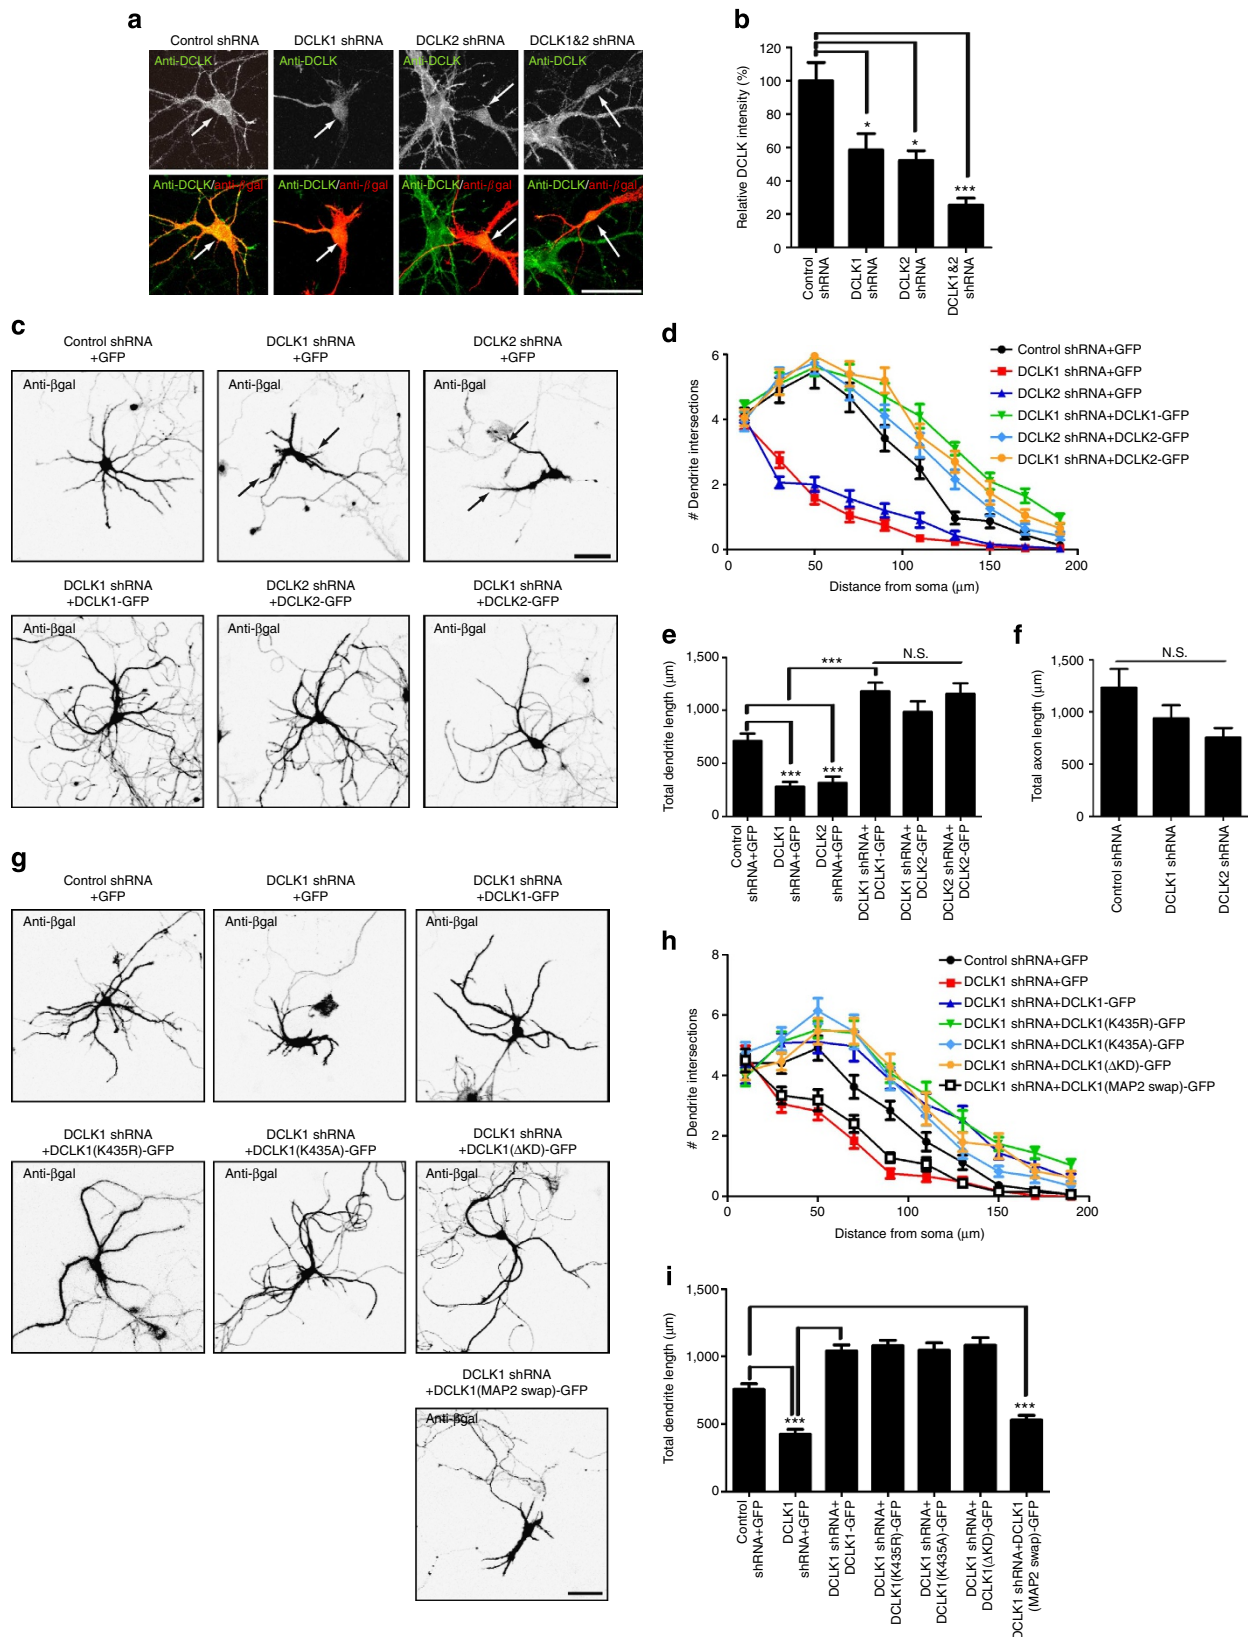 a
Control shRNA
DCLK1 shRNA
DCLK2 shRNA
DCLK1&2 shRNA
Anti-DCLK
Anti-DCLK
Anti-DCLK
Anti-DCLK
Anti-DCLK/anti-βgal
Anti-DCLK/anti-βgal
Anti-DCLK/anti-βgal
Anti-DCLK/anti-βgal
b
Relative DCLK intensity (%)
120
100
80
60
40
20
0
*
*
***
Control shRNA
DCLK1 shRNA
DCLK2 shRNA
DCLK1&2 shRNA
c
Control shRNA
+GFP
DCLK1 shRNA
+GFP
DCLK2 shRNA
+GFP
Anti-βgal
Anti-βgal
Anti-βgal
DCLK1 shRNA
+DCLK1-GFP
DCLK2 shRNA
+DCLK2-GFP
DCLK1 shRNA
+DCLK2-GFP
Anti-βgal
Anti-βgal
Anti-βgal
d
# Dendrite intersections
6
4
2
0
0
50
100
150
200
Distance from soma (μm)
Control shRNA+GFP
DCLK1 shRNA+GFP
DCLK2 shRNA+GFP
DCLK1 shRNA+DCLK1-GFP
DCLK2 shRNA+DCLK2-GFP
DCLK1 shRNA+DCLK2-GFP
e
Total dendrite length (μm)
1,500
1,000
500
0
***
***
***
N.S.
Control shRNA+GFP
DCLK1 shRNA+GFP
DCLK2 shRNA+GFP
DCLK1 shRNA+ DCLK1-GFP
DCLK1 shRNA+ DCLK2-GFP
DCLK2 shRNA+ DCLK2-GFP
f
Total axon length (μm)
1,500
1,000
500
0
N.S.
Control shRNA
DCLK1 shRNA
DCLK2 shRNA
g
Control shRNA
+GFP
DCLK1 shRNA
+GFP
DCLK1 shRNA
+DCLK1-GFP
Anti-βgal
Anti-βgal
Anti-βgal
DCLK1 shRNA
+DCLK1(K435R)-GFP
DCLK1 shRNA
+DCLK1(K435A)-GFP
DCLK1 shRNA
+DCLK1(ΔKD)-GFP
Anti-βgal
Anti-βgal
Anti-βgal
DCLK1 shRNA
+DCLK1(MAP2 swap)-GFP
Anti-βgal
h
# Dendrite intersections
8
6
4
2
0
0
50
100
150
200
Distance from soma (μm)
Control shRNA+GFP
DCLK1 shRNA+GFP
DCLK1 shRNA+DCLK1-GFP
DCLK1 shRNA+DCLK1(K435R)-GFP
DCLK1 shRNA+DCLK1(K435A)-GFP
DCLK1 shRNA+DCLK1(ΔKD)-GFP
DCLK1 shRNA+DCLK1(MAP2 swap)-GFP
i
Total dendrite length (μm)
1,500
1,000
500
0
***
***
Control shRNA+GFP
DCLK1 shRNA+GFP
DCLK1 shRNA+ DCLK1-GFP
DCLK1 shRNA+ DCLK1(K435R)-GFP
DCLK1 shRNA+ DCLK1(K435A)-GFP
DCLK1 shRNA+ DCLK1(ΔKD)-GFP
DCLK1 shRNA+DCLK1 (MAP2 swap)-GFP